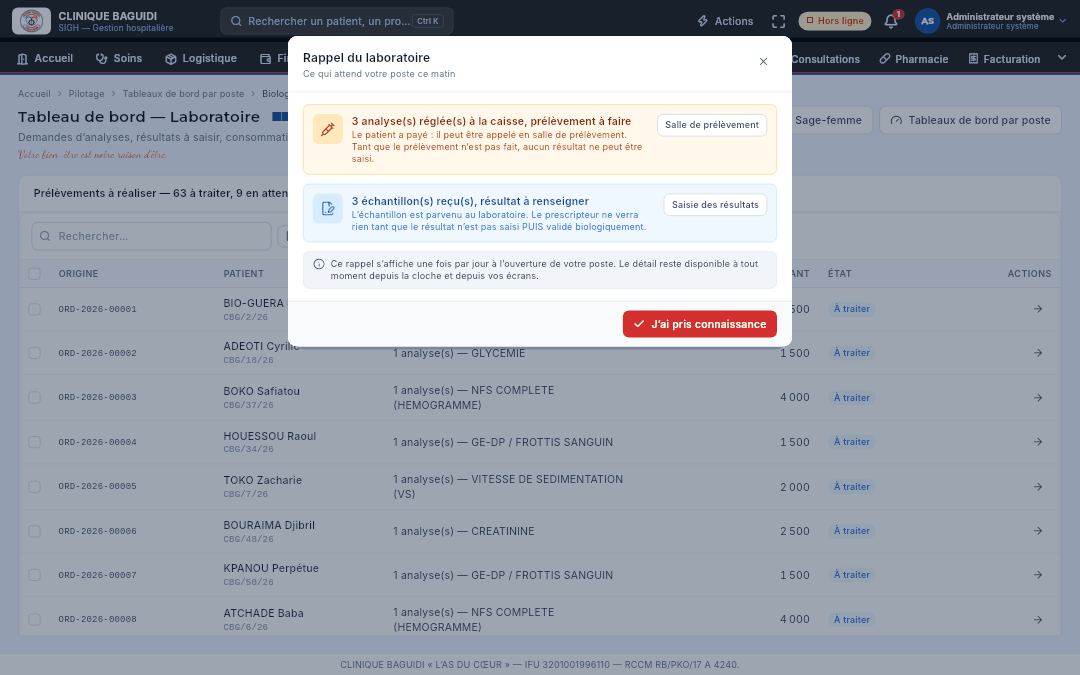 CLINIQUE BAGUIDI
SIGH — Gestion hospitalière
Rechercher un patient, un pro... Ctrl K
Actions
Hors ligne
1
AS
Administrateur système
Administrateur système
Accueil
Soins
Logistique
Consultations
Pharmacie
Facturation
Accueil > Pilotage > Tableaux de bord par poste >
Tableau de bord — Laboratoire
Demandes d'analyses, résultats à saisir,
Votre bien-être est notre raison d'être
Sage-femme
Tableaux de bord par poste
Prélèvements à réaliser — 63 à traiter, 9 en
Rechercher...
ORIGINE PATIENT ÉTAT ACTIONS
ORD-2026-00001 BIO-GUERA À traiter
CBG/2/26
ORD-2026-00002 ADEOTI Cyrille 1 analyse(s) — GLYCEMIE 1 500 À traiter
CBG/18/26
ORD-2026-00003 BOKO Safiatou 1 analyse(s) — NFS COMPLETE (HEMOGRAMME) 4 000 À traiter
CBG/37/26
ORD-2026-00004 HOUESSOU Raoul 1 analyse(s) — GE-DP / FROTTIS SANGUIN 1 500 À traiter
CBG/34/26
ORD-2026-00005 TOKO Zacharie 1 analyse(s) — VITESSE DE SEDIMENTATION (VS) 2 000 À traiter
CBG/7/26
ORD-2026-00006 BOURAIMA Djibril 1 analyse(s) — CREATININE 2 500 À traiter
CBG/48/26
ORD-2026-00007 KPANOU Perpétue 1 analyse(s) — GE-DP / FROTTIS SANGUIN 1 500 À traiter
CBG/50/26
ORD-2026-00008 ATCHADE Baba 1 analyse(s) — NFS COMPLETE (HEMOGRAMME) 4 000 À traiter
CBG/6/26
Rappel du laboratoire
Ce qui attend votre poste ce matin
3 analyse(s) réglée(s) à la caisse, prélèvement à faire
Le patient a payé : il peut être appelé en salle de prélèvement.
Tant que le prélèvement n'est pas fait, aucun résultat ne peut être
saisi.
Salle de prélèvement
3 échantillon(s) reçu(s), résultat à renseigner
L'échantillon est parvenu au laboratoire. Le prescripteur ne verra
rien tant que le résultat n'est pas saisi PUIS validé biologiquement.
Saisie des résultats
Ce rappel s'affiche une fois par jour à l'ouverture de votre poste. Le détail reste disponible à tout
moment depuis la cloche et depuis vos écrans.
J'ai pris connaissance
CLINIQUE BAGUIDI « L'AS DU CŒUR » — IFU 3201001996110 — RCCM RB/PKO/17 A 4240.